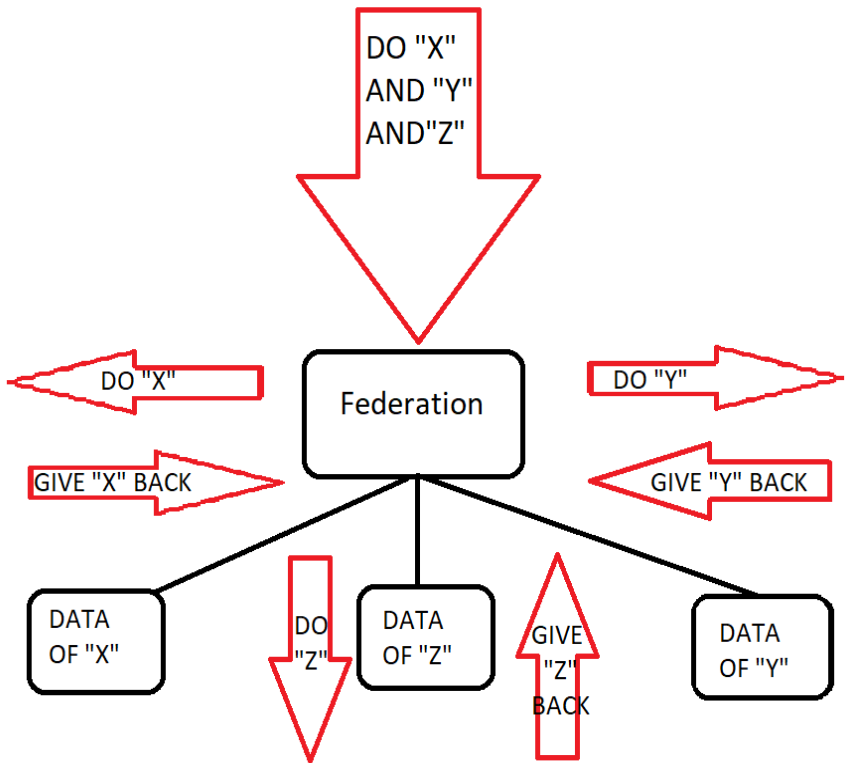 DO "X"
AND "Y"
AND"Z"
DO "X"
Federation
DO "Y"
GIVE "X" BACK
GIVE "Y" BACK
DATA
OF "X"
DO
"Z"
DATA
OF "Z"
GIVE
"Z"
BACK
DATA
OF "Y"